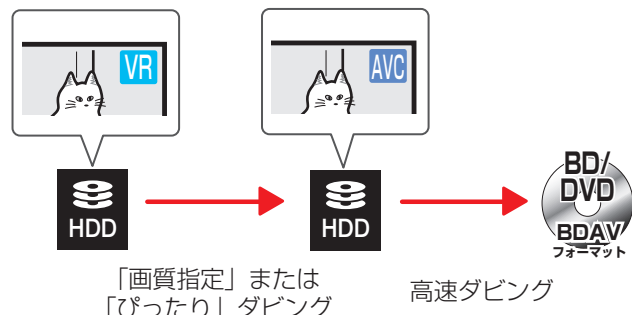 VR
AVC
HDD
HDD
BD/
DVD
BDAV
フォーマット
「画質指定」または
「ぴったり」ダビング
高速ダビング